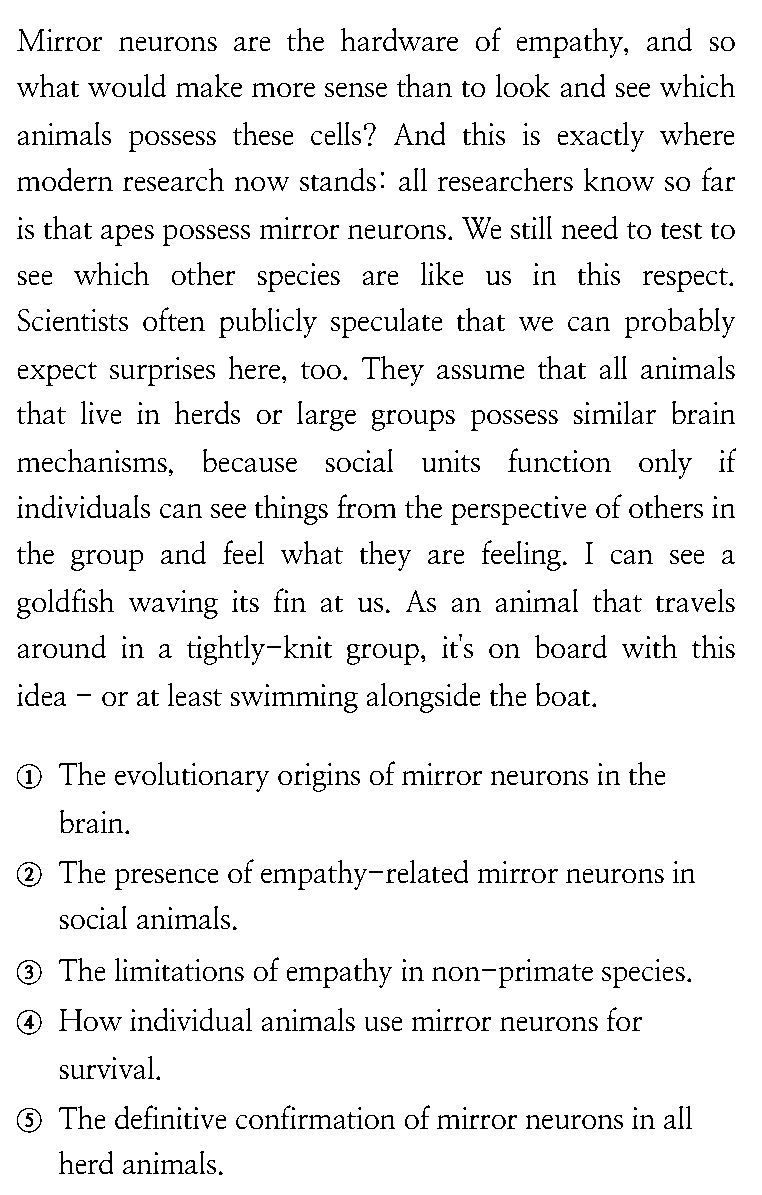 Mirror neurons are the hardware of empathy, and so
what would make more sense than to look and see which
animals possess these cells? And this is exactly where
modern research now stands: all researchers know so far
is that apes possess mirror neurons. We still need to test to
see which other species are like us in this respect.
Scientists often publicly speculate that we can probably
expect surprises here, too. They assume that all animals
that live in herds or large groups possess similar brain
mechanisms, because social units function only if
individuals can see things from the perspective of others in
the group and feel what they are feeling. I can see a
goldfish waving its fin at us. As an animal that travels
around in a tightly-knit group, it's on board with this
idea - or at least swimming alongside the boat.
① The evolutionary origins of mirror neurons in the
brain.
② The presence of empathy-related mirror neurons in
social animals.
③ The limitations of empathy in non-primate species.
④ How individual animals use mirror neurons for
survival.
⑤ The definitive confirmation of mirror neurons in all
herd animals.